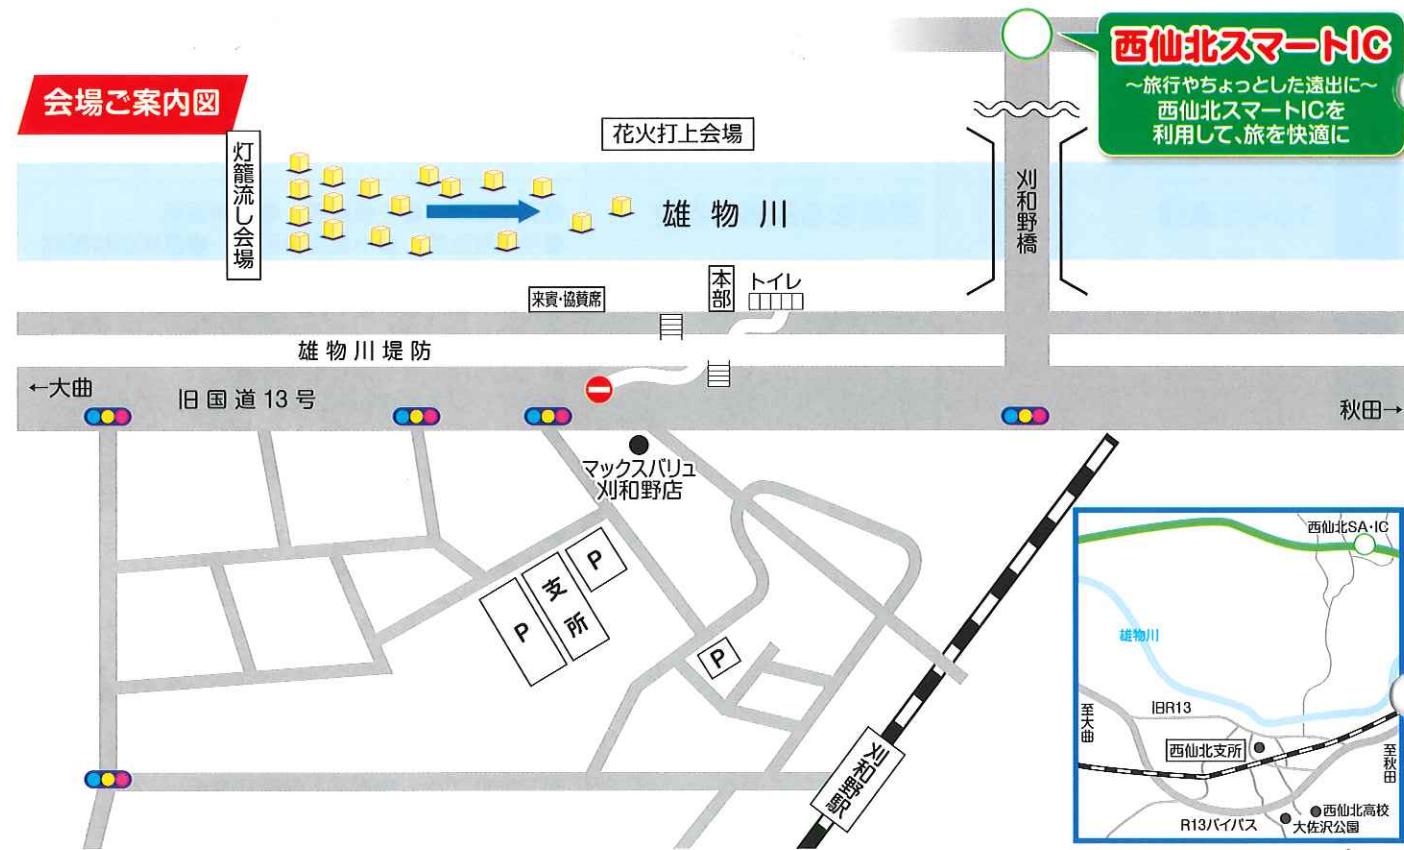 西仙北スマートIC
～旅行やちょっとした遠出に～
西仙北スマートICを
利用して、旅を快適に
会場ご案内図
花火打上会場
灯籠流し会場
雄物川
刈和野橋
来賓・協賛席
本部
トイレ
雄物川堤防
←大曲
旧国道13号
秋田→
マックスバリュ
刈和野店
P
支所
P
P
刈和野駅
西仙北SA・IC
雄物川
旧R13
至大曲
西仙北支所
至秋田
西仙北高校
大佐沢公園
R13バイパス